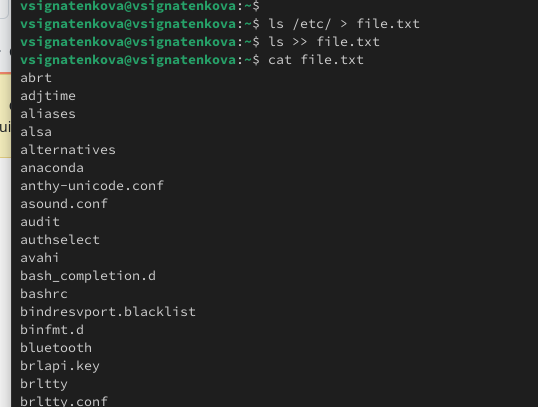 vsignatenkova@vsignatenkova:~$
vsignatenkova@vsignatenkova:~$ ls /etc/ > file.txt
vsignatenkova@vsignatenkova:~$ ls >> file.txt
vsignatenkova@vsignatenkova:~$ cat file.txt
abrt
adjtime
aliases
alsa
alternatives
anaconda
anthy-unicode.conf
asound.conf
audit
authselect
avahi
bash_completion.d
bashrc
bindresvport.blacklist
binfmt.d
bluetooth
brlapi.key
brltty
brltty.conf